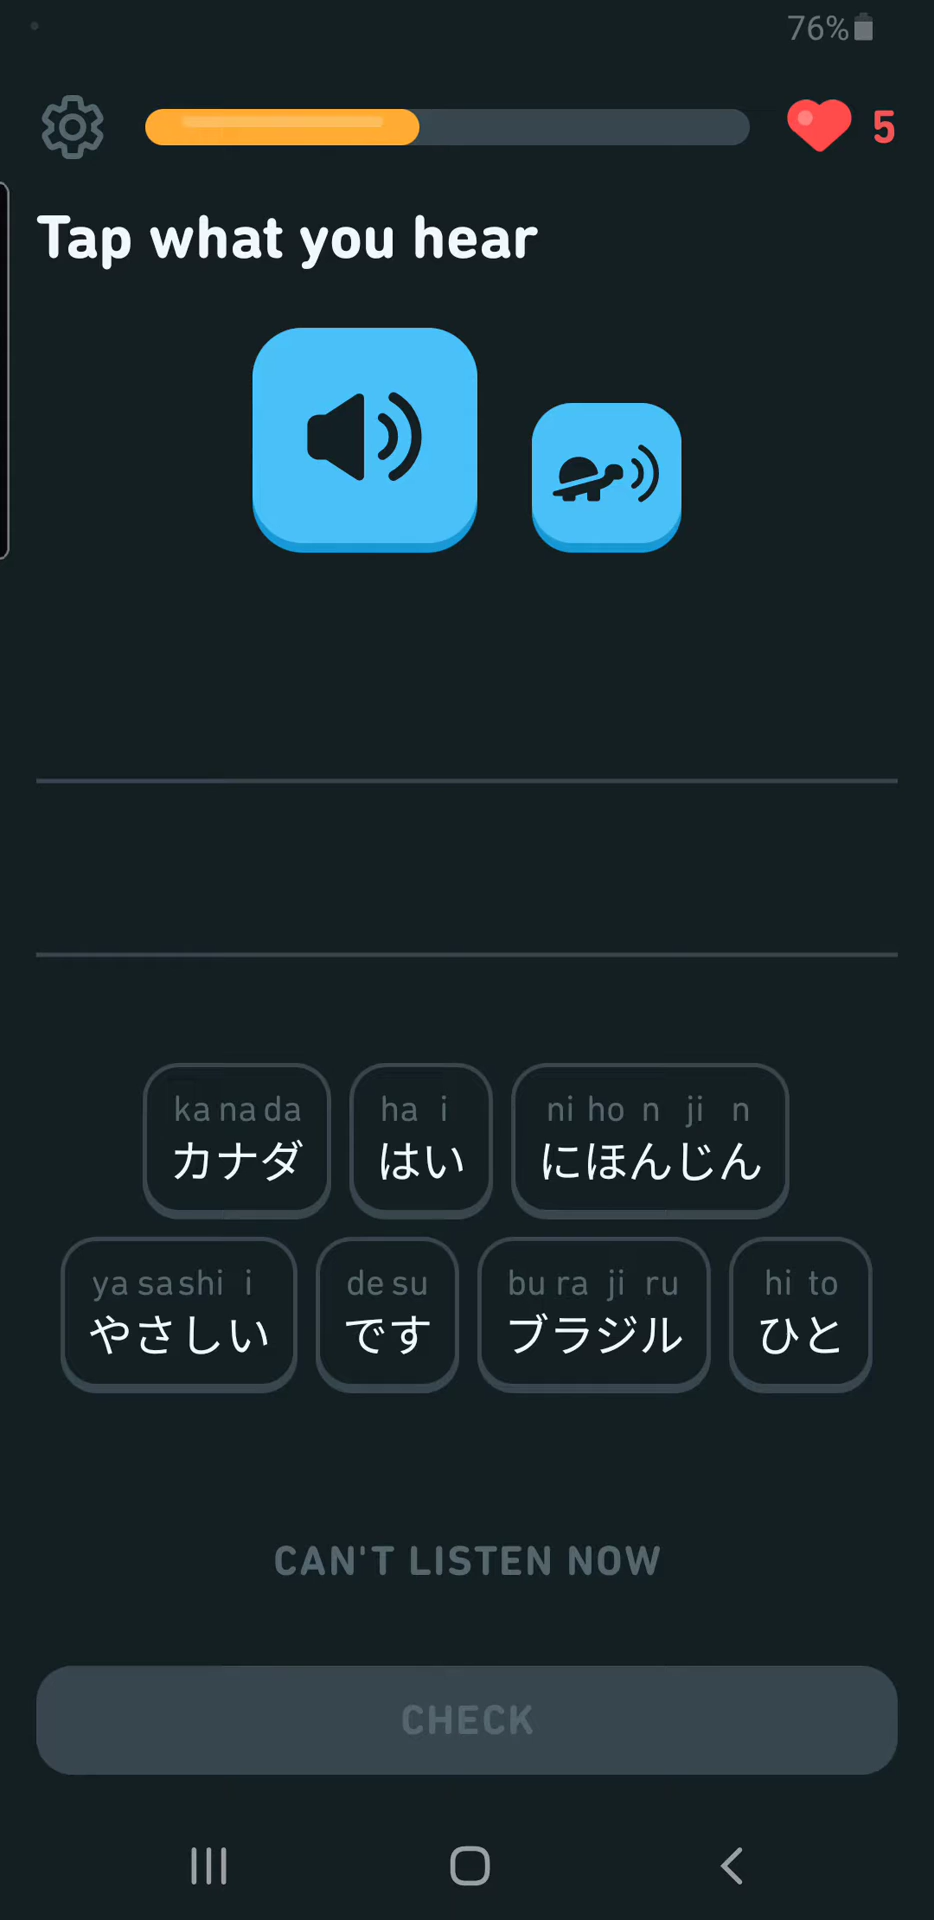 76%
5
Tap what you hear
ka na da ha i ni ho n ji n
カナダ はい にほんじん
ya sa shi i de su bu ra ji ru hi to
やさしい です ブラジル ひと
CAN'T LISTEN NOW
CHECK